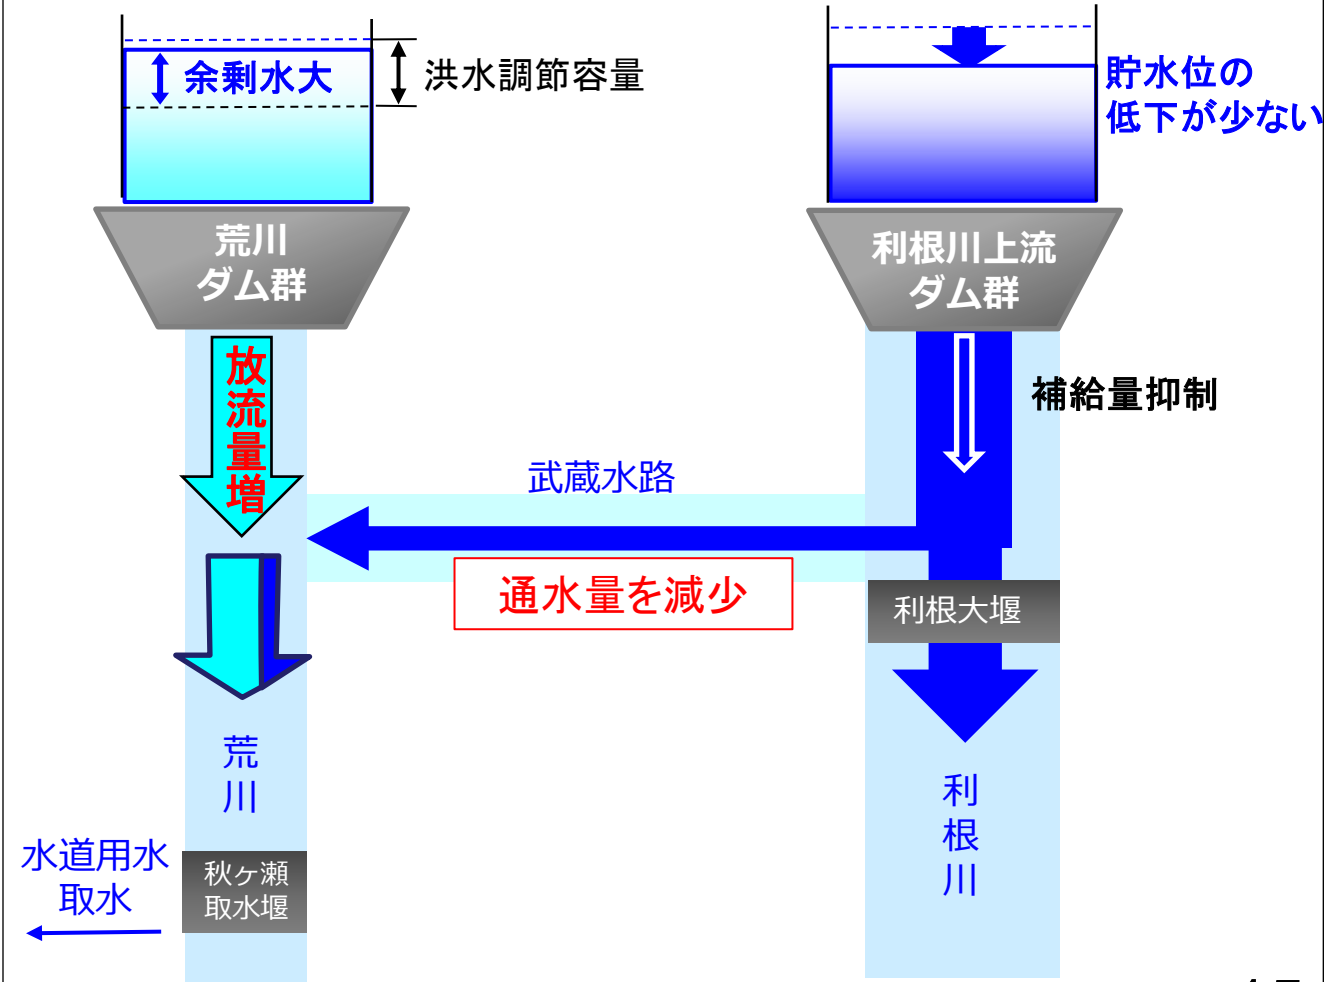 余剰水大
洪水調節容量
貯水位の
低下が少ない
荒川
ダム群
利根川上流
ダム群
放流量増
補給量抑制
武蔵水路
通水量を減少
利根大堰
荒川
利根川
水道用水
取水
秋ヶ瀬
取水堰